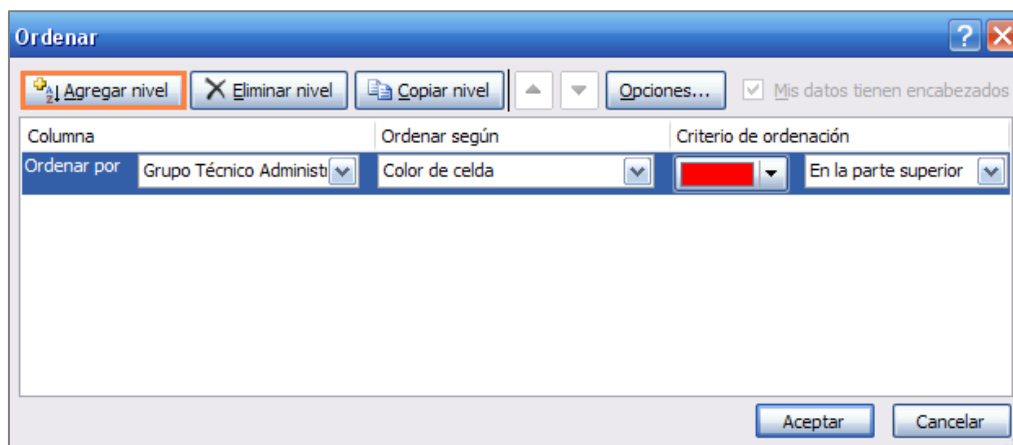 Ordenar
Agregar nivel Eliminar nivel Copiar nivel Opciones... Mis datos tienen encabezados
Columna Ordenar según Criterio de ordenación
Ordenar por Grupo Técnico Administ Color de celda En la parte superior
Aceptar Cancelar